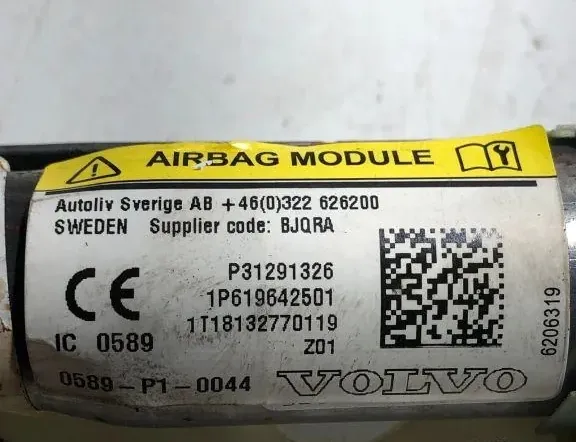 AIRBAG MODULE
Autoliv Sverige AB +46(0)322 626200
SWEDEN Supplier code: BJQRA
P31291326
1P619642501
CE
1T18132770119
IC 0589
Z01
0589-P1-0044
VOLVO
6206319